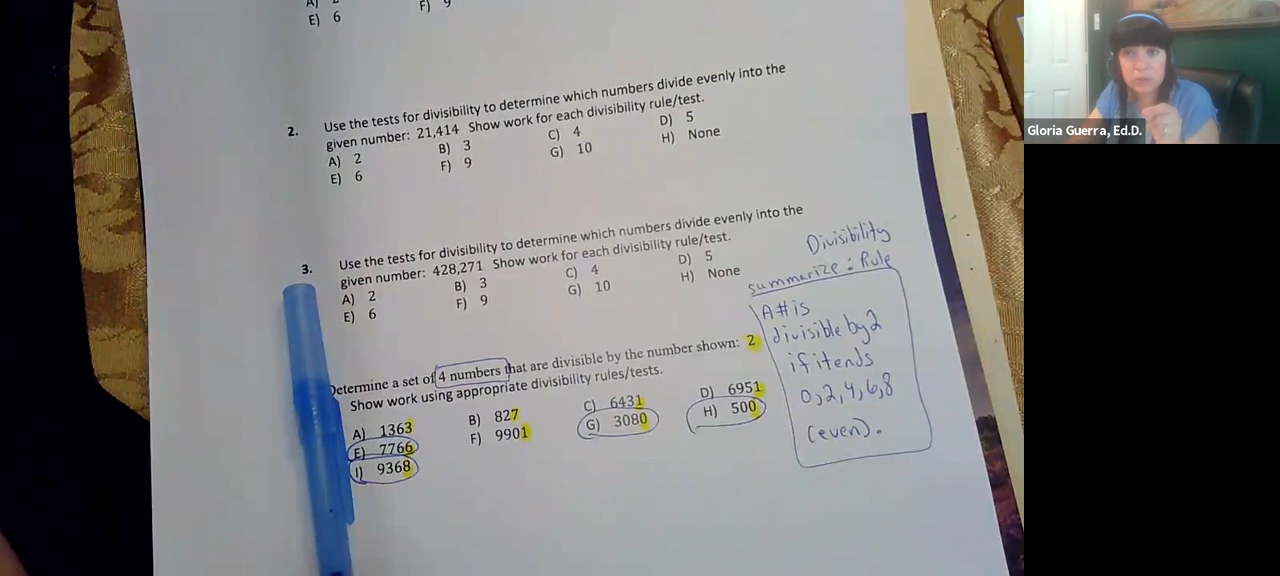 E) 6
F) 9
2. Use the tests for divisibility to determine which numbers divide evenly into the
given number: 21,414 Show work for each divisibility rule/test.
A) 2 B) 3 C) 4 D) 5
E) 6 F) 9 G) 10 H) None
3. Use the tests for divisibility to determine which numbers divide evenly into the
given number: 428,271 Show work for each divisibility rule/test.
A) 2 B) 3 C) 4 D) 5
E) 6 F) 9 G) 10 H) None
Determine a set of 4 numbers that are divisible by the number shown: 2
Show work using appropriate divisibility rules/tests.
A) 1363 B) 827 C) 6431 D) 6951
E) 7766 F) 9901 G) 3080 H) 500
I) 9368
Divisibility
summarize: Rule
A # is
divisible by 2
if it ends
0,2,4,6,8
(even).
Gloria Guerra, Ed.D.